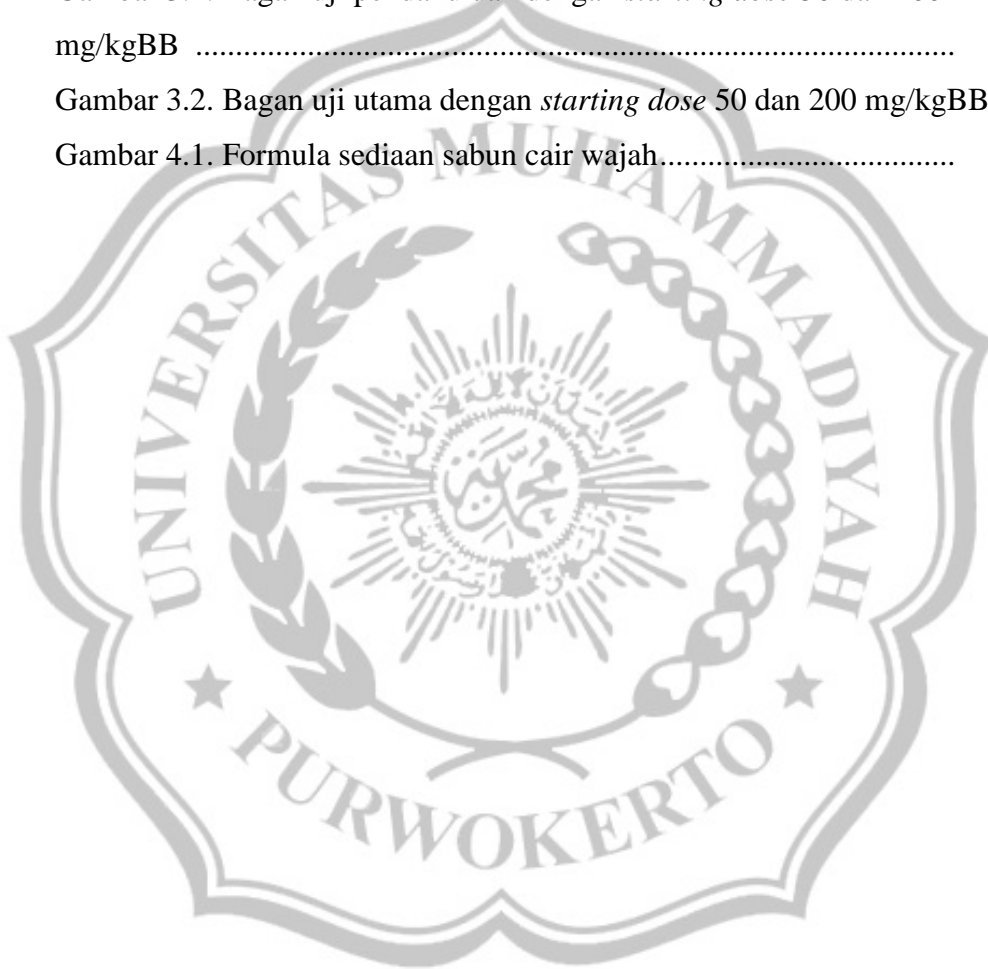 mg/kgBB ................................................................................................
Gambar 3.2. Bagan uji utama dengan starting dose 50 dan 200 mg/kgBB
Gambar 4.1. Formula sediaan sabun cair wajah.....................................
UNIVERSITAS MUHAMMADIYAH
PURWOKERTO
محمد